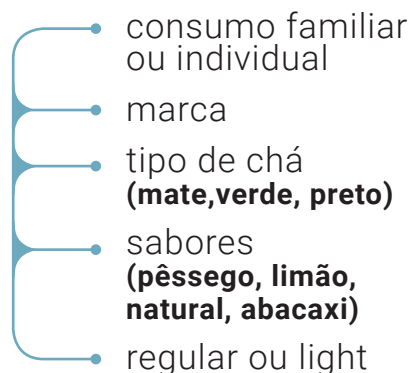 consumo familiar
ou individual
marca
tipo de chá
(mate,verde, preto)
sabores
(pêssego, limão,
natural, abacaxi)
regular ou light